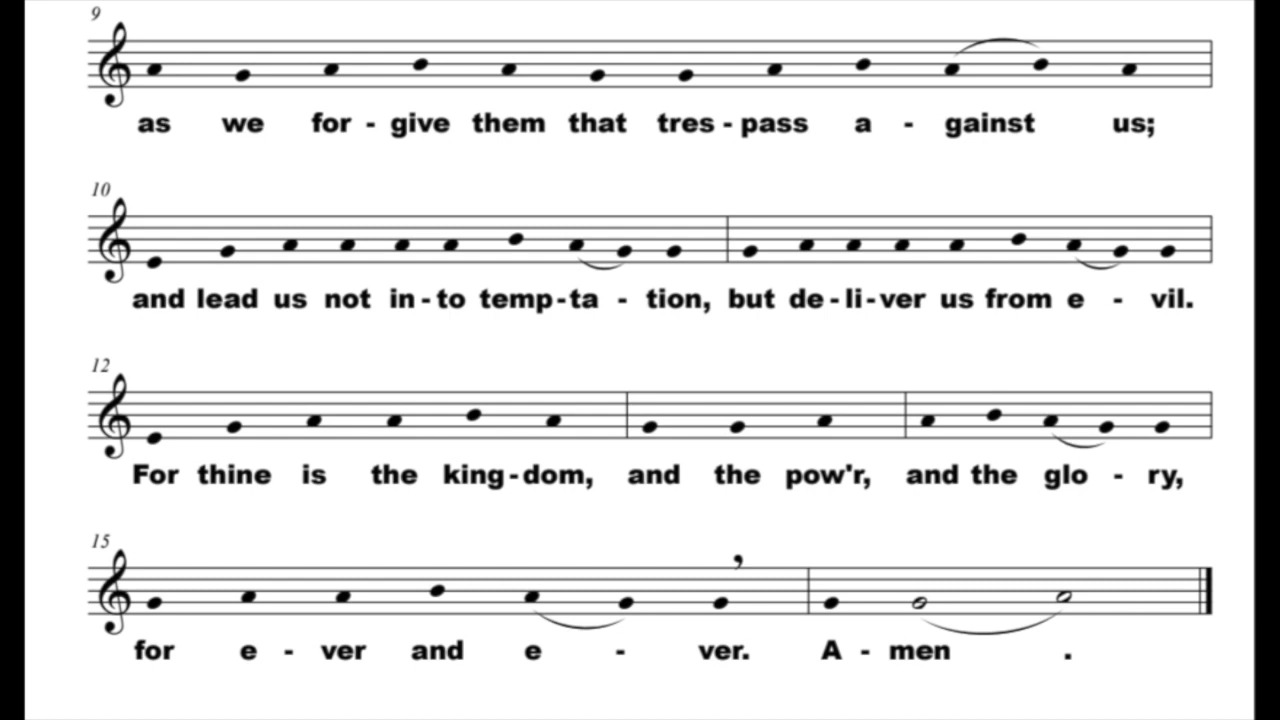 9
as we for - give them that tres - pass a - gainst us;
10
and lead us not in - to temp - ta - tion, but de - li - ver us from e - vil.
12
For thine is the king - dom, and the pow'r, and the glo - ry,
15
for e - ver and e - ver. A - men .